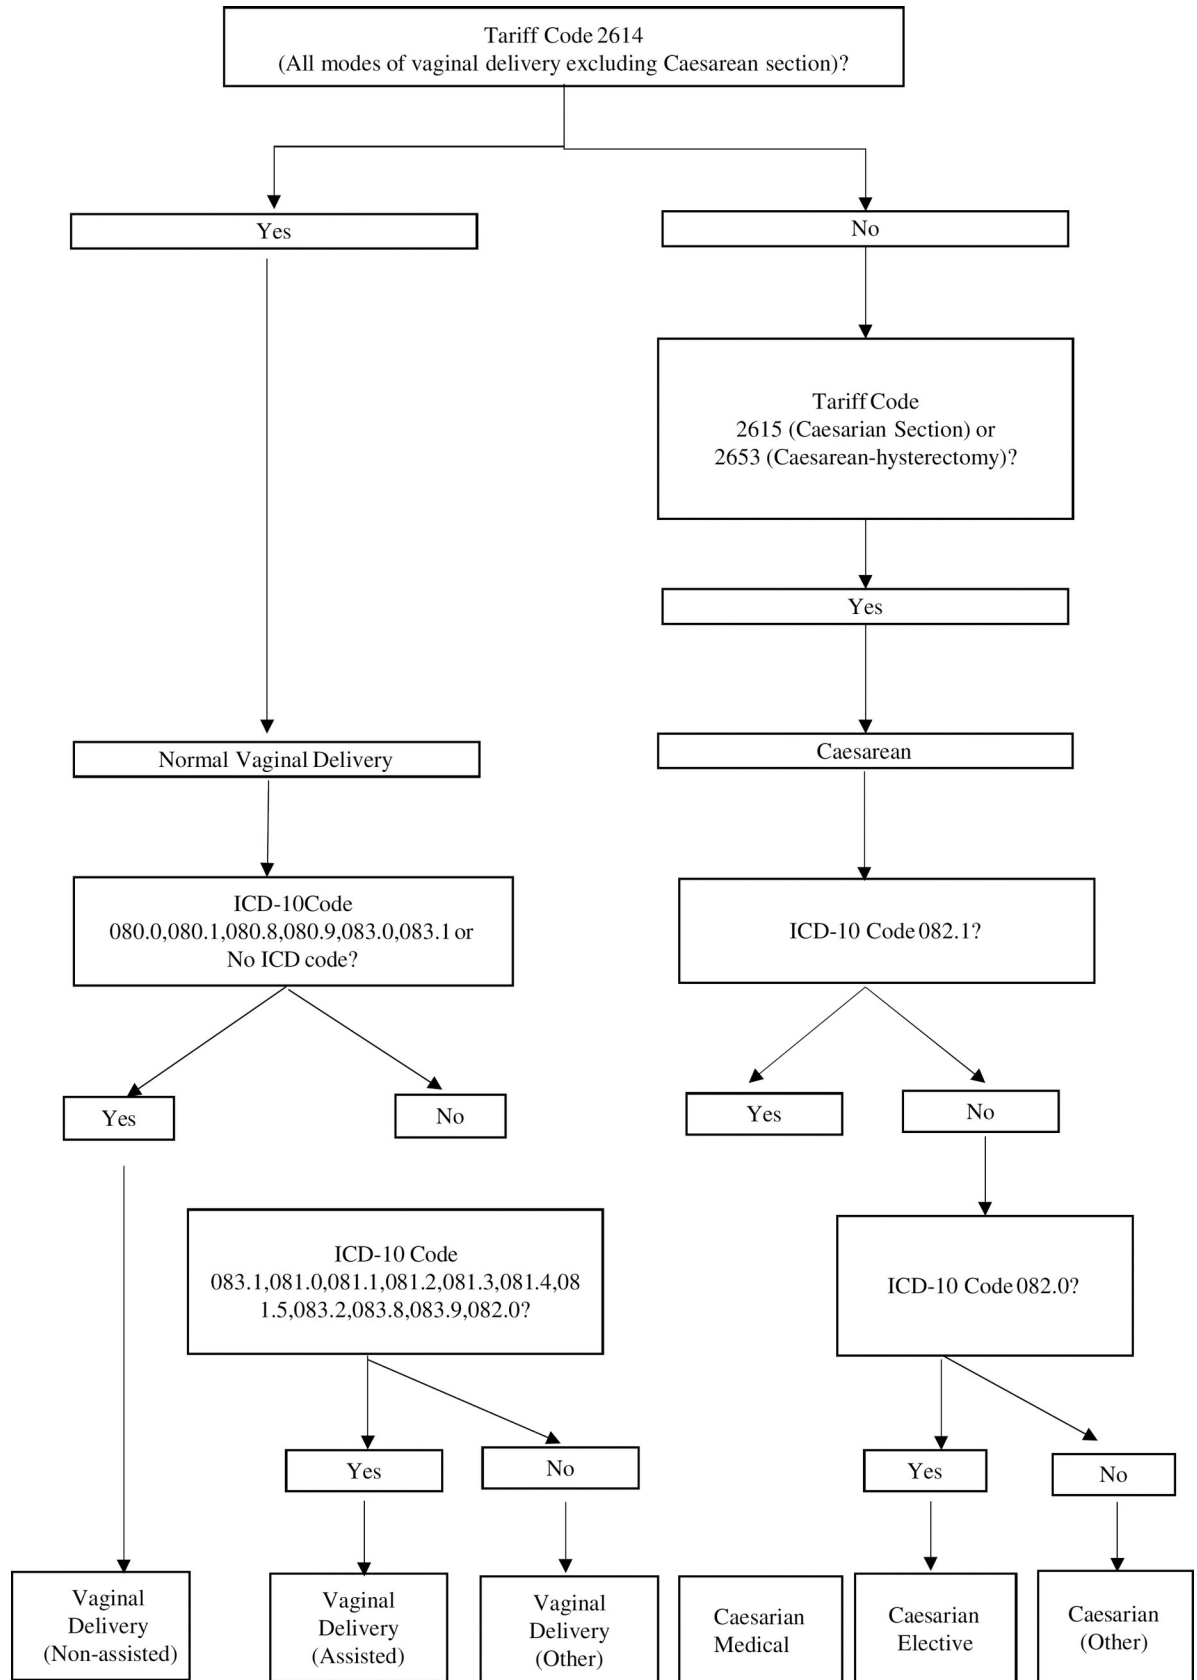 Tariff Code 2614
(All modes of vaginal delivery excluding Caesarean section)?
Yes
No
Tariff Code
2615 (Caesarian Section) or
2653 (Caesarean-hysterectomy)?
Yes
Normal Vaginal Delivery
Caesarean
ICD-10Code
080.0,080.1,080.8,080.9,083.0,083.1 or
No ICD code?
ICD-10 Code 082.1?
Yes
No
Yes
No
ICD-10 Code
083.1,081.0,081.1,081.2,081.3,081.4,08
1.5,083.2,083.8,083.9,082.0?
ICD-10 Code 082.0?
Yes
No
Yes
No
Vaginal
Delivery
(Non-assisted)
Vaginal
Delivery
(Assisted)
Vaginal
Delivery
(Other)
Caesarian
Medical
Caesarian
Elective
Caesarian
(Other)